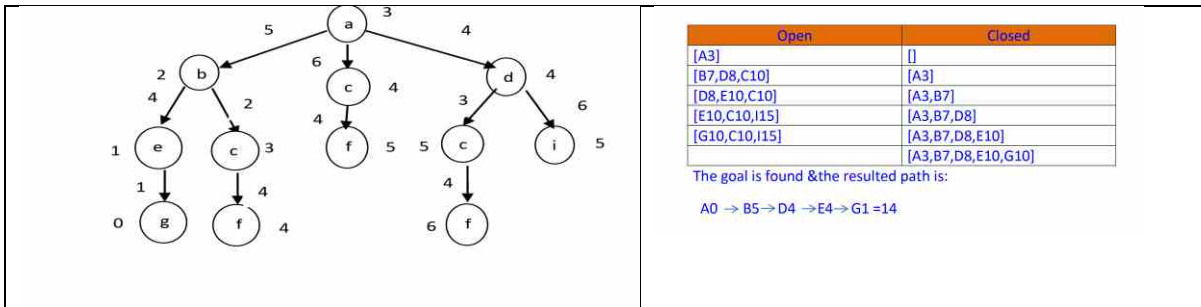 3
a
5
4
6
2
b
c
4
d
4
4
2
3
6
4
1
e
c
3
f
5
5
c
i
5
1
4
4
0
g
f
4
6
f
Open Closed
[A3] []
[B7,D8,C10] [A3]
[D8,E10,C10] [A3,B7]
[E10,C10,I15] [A3,B7,D8]
[G10,C10,I15] [A3,B7,D8,E10]
[A3,B7,D8,E10,G10]
The goal is found &the resulted path is:
A0 → B5→D4 →E4→G1 =14